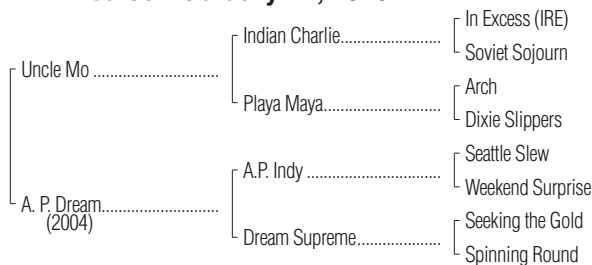 In Excess (IRE)
Indian Charlie....................
Soviet Sojourn
Uncle Mo ..............................
Arch
Playa Maya........................
Dixie Slippers
Seattle Slew
A.P. Indy ............................
Weekend Surprise
A. P. Dream...........................
(2004)
Seeking the Gold
Dream Supreme.................
Spinning Round